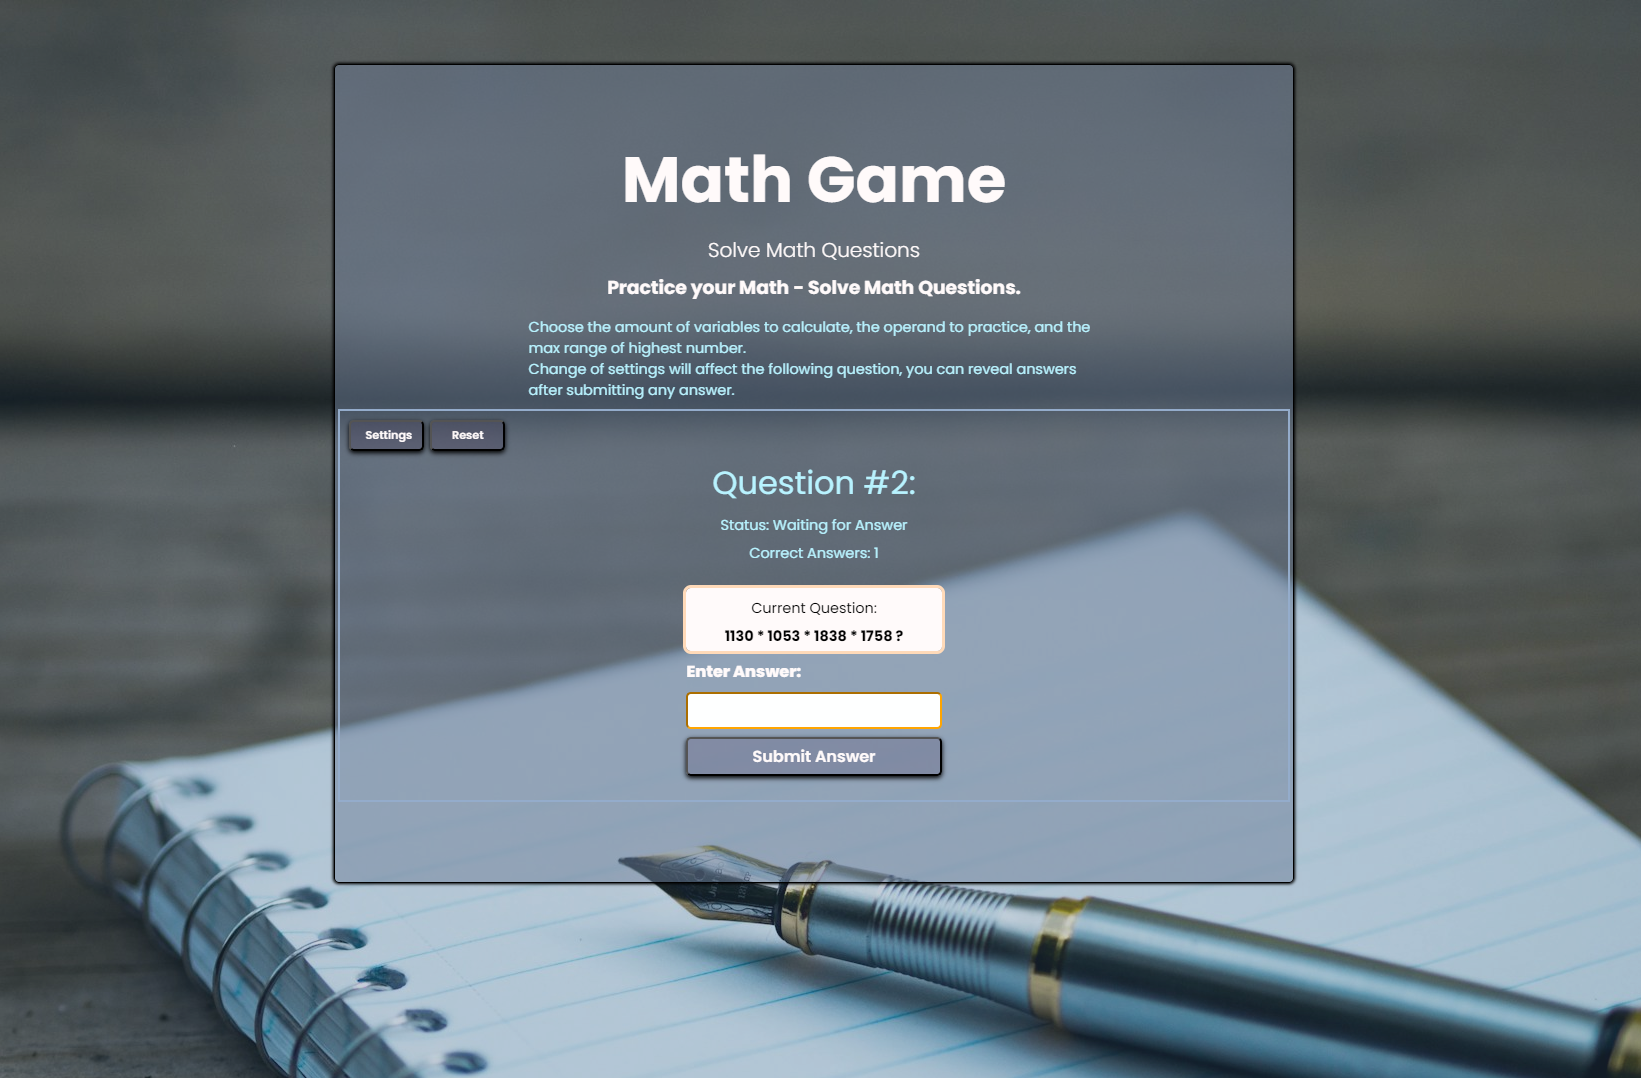 Math Game
Solve Math Questions
Practice your Math - Solve Math Questions.
Choose the amount of variables to calculate, the operand to practice, and the
max range of highest number.
Change of settings will affect the following question, you can reveal answers
after submitting any answer.
Settings Reset
Question #2:
Status: Waiting for Answer
Correct Answers: 1
Current Question:
1130 * 1053 * 1838 * 1758 ?
Enter Answer:
Submit Answer